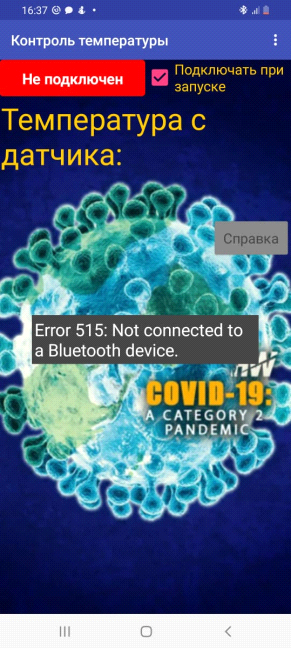 16:37
Контроль температуры
Не подключен
Подключать при
запуске
Температура с
датчика:
Справка
Error 515: Not connected to
a Bluetooth device.
COVID-19:
A CATEGORY 2
PANDEMIC